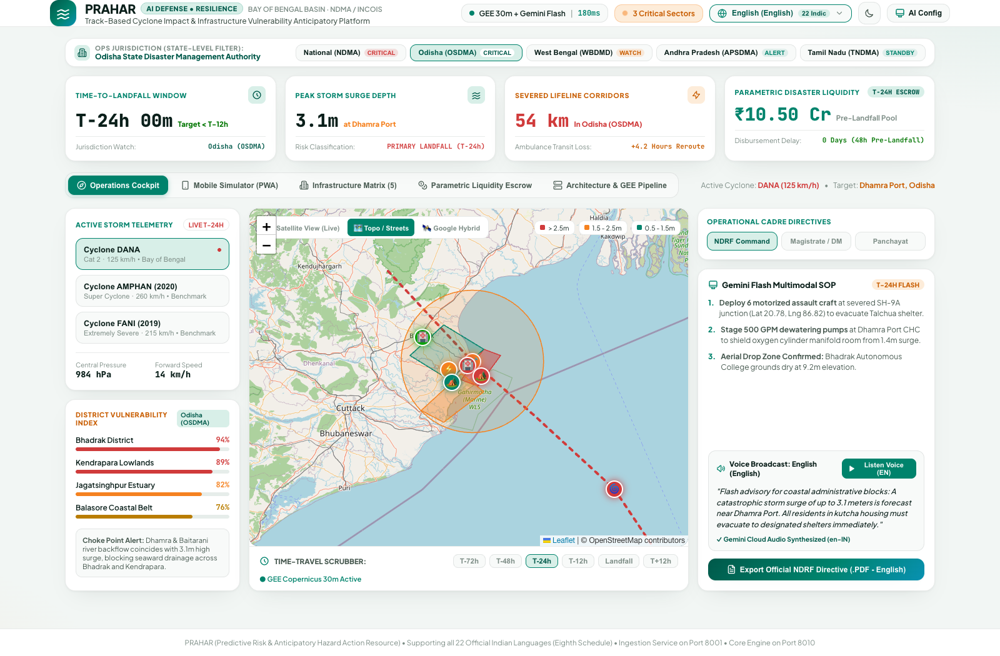 PRAHAR AI DEFENSE • RESILIENCE BAY OF BENGAL BASIN · NDMA / INCOIS
Track-Based Cyclone Impact & Infrastructure Vulnerability Anticipatory Platform
GEE 30m + Gemini Flash | 180ms
3 Critical Sectors
English (English) 22 Indic
AI Config
OPS JURISDICTION (STATE-LEVEL FILTER):
Odisha State Disaster Management Authority
National (NDMA) CRITICAL
Odisha (OSDMA) CRITICAL
West Bengal (WBDMD) WATCH
Andhra Pradesh (APSDMA) ALERT
Tamil Nadu (TNDMA) STANDBY
TIME-TO-LANDFALL WINDOW
T-24h 00m Target < T-12h
Jurisdiction Watch: Odisha (OSDMA)
PEAK STORM SURGE DEPTH
3.1m at Dhamra Port
Risk Classification: PRIMARY LANDFALL (T-24h)
SEVERED LIFELINE CORRIDORS
54 km In Odisha (OSDMA)
Ambulance Transit Loss: +4.2 Hours Reroute
PARAMETRIC DISASTER LIQUIDITY T-24H ESCROW
₹10.50 Cr Pre-Landfall Pool
Disbursement Delay: 0 Days (48h Pre-Landfall)
Operations Cockpit
Mobile Simulator (PWA)
Infrastructure Matrix (5)
Parametric Liquidity Escrow
Architecture & GEE Pipeline
Active Cyclone: DANA (125 km/h) • Target: Dhamra Port, Odisha
ACTIVE STORM TELEMETRY LIVE T-24H
Cyclone DANA
Cat 2 · 125 km/h • Bay of Bengal
Cyclone AMPHAN (2020)
Super Cyclone · 260 km/h • Benchmark
Cyclone FANI (2019)
Extremely Severe · 215 km/h • Benchmark
Central Pressure
984 hPa
Forward Speed
14 km/h
DISTRICT VULNERABILITY INDEX
Odisha (OSDMA)
Bhadrak District 94%
Kendrapara Lowlands 89%
Jagatsinghpur Estuary 82%
Balasore Coastal Belt 76%
Choke Point Alert: Dhamra & Baitarani
river backflow coincides with 3.1m high
surge, blocking seaward drainage across
Bhadrak and Kendrapara.
+
−
Satellite View (Live)
Topo / Streets
Google Hybrid
> 2.5m
1.5 - 2.5m
0.5 - 1.5m
Haldia
Kakdwip
Kendujhargarh
Dhenkanal
Cuttack
Bhubaneswar
Puri
Gahirmatha
(Marine)
WLS
Leaflet | © OpenStreetMap contributors
TIME-TRAVEL SCRUBBER:
T-72h
T-48h
T-24h
T-12h
Landfall
T+12h
GEE Copernicus 30m Active
OPERATIONAL CADRE DIRECTIVES
NDRF Command
Magistrate / DM
Panchayat
Gemini Flash Multimodal SOP T-24H FLASH
1. Deploy 6 motorized assault craft at severed SH-9A
junction (Lat 20.78, Lng 86.82) to evacuate Talchua shelter.
2. Stage 500 GPM dewatering pumps at Dhamra Port CHC
to shield oxygen cylinder manifold room from 1.4m surge.
3. Aerial Drop Zone Confirmed: Bhadrak Autonomous
College grounds dry at 9.2m elevation.
Voice Broadcast: English
(English)
Listen Voice
(EN)
"Flash advisory for coastal administrative blocks: A
catastrophic storm surge of up to 3.1 meters is forecast
near Dhamra Port. All residents in kutcha housing must
evacuate to designated shelters immediately."
✓ Gemini Cloud Audio Synthesized (en-IN)
Export Official NDRF Directive (.PDF - English)
PRAHAR (Predictive Risk & Anticipatory Hazard Action Resource) • Supporting all 22 Official Indian Languages (Eighth Schedule) • Ingestion Service on Port 8001 • Core Engine on Port 8010